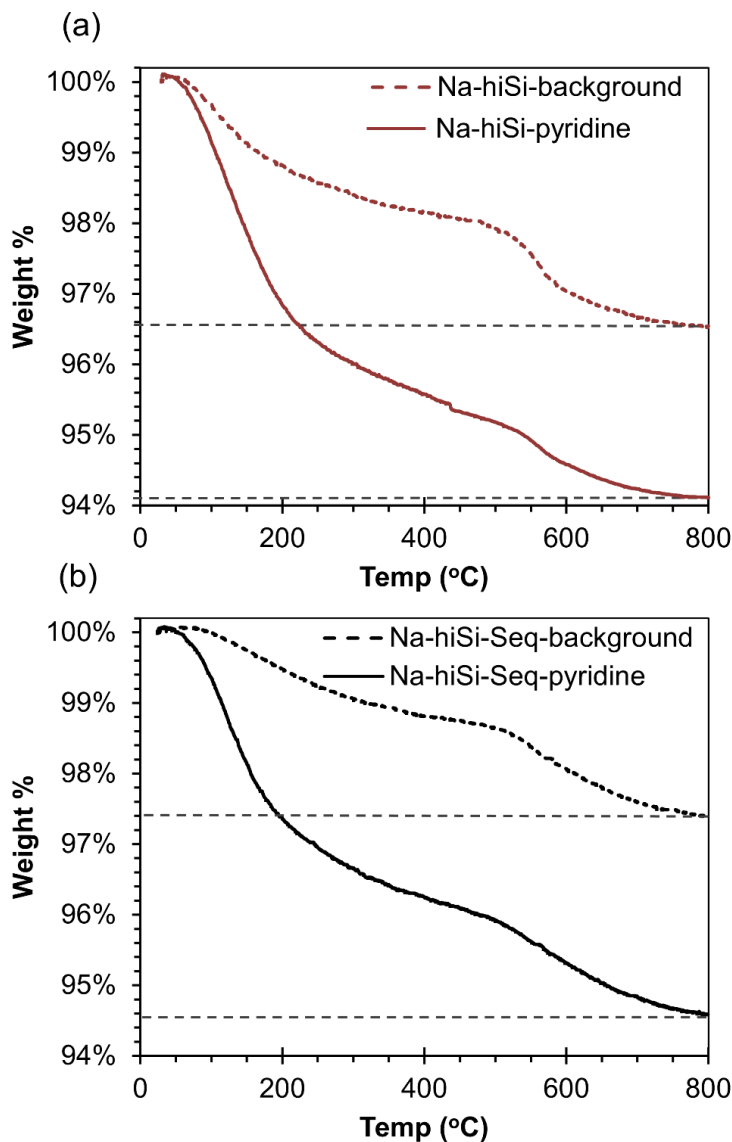 (a)
100%
99%
98%
97%
96%
95%
94%
Weight %
Na-hiSi-background
Na-hiSi-pyridine
0 200 400 600 800
Temp (°C)
(b)
100%
99%
98%
97%
96%
95%
94%
Weight %
Na-hiSi-Seq-background
Na-hiSi-Seq-pyridine
0 200 400 600 800
Temp (°C)